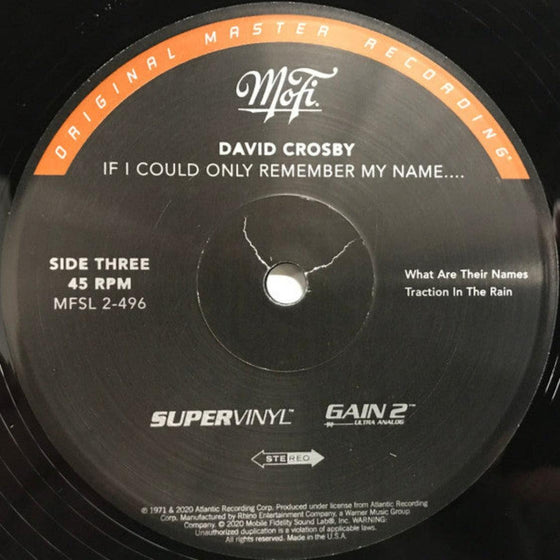 ORIGINAL MASTER RECORDING®
MoFi.
DAVID CROSBY
IF I COULD ONLY REMEMBER MY NAME....
SIDE THREE
45 RPM
MFSL 2-496
What Are Their Names
Traction In The Rain
SUPERVINYL™
GAIN 2™
ULTRA ANALOG
STEREO
℗ 1971 & 2020 Atlantic Recording Corp. Produced under license from Atlantic Recording
Corp. Manufactured by Rhino Entertainment Company, a Warner Music Group
Company. © 2020 Mobile Fidelity Sound Lab®, Inc. WARNING:
Unauthorized duplication is a violation of applicable laws.
All rights reserved. Made in U.S.A.